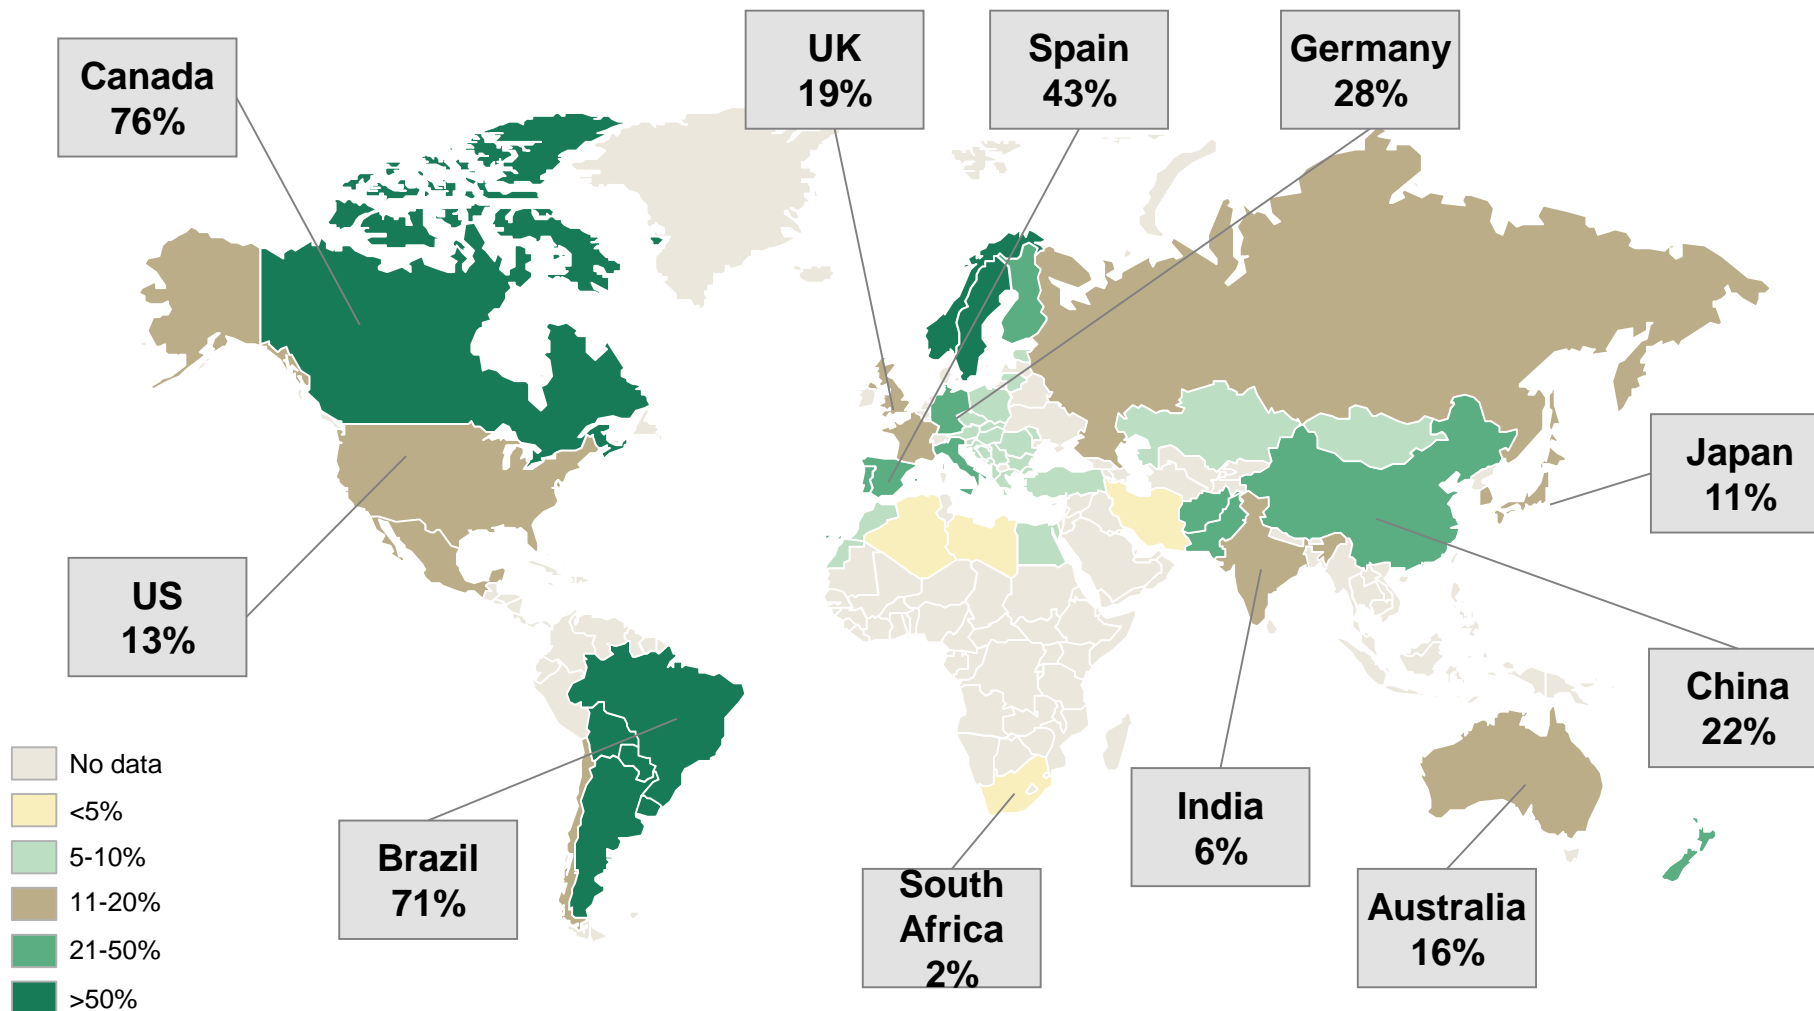 Canada
76%
UK
19%
Spain
43%
Germany
28%
Japan
11%
US
13%
China
22%
India
6%
Brazil
71%
South
Africa
2%
Australia
16%
No data
<5%
5-10%
11-20%
21-50%
>50%